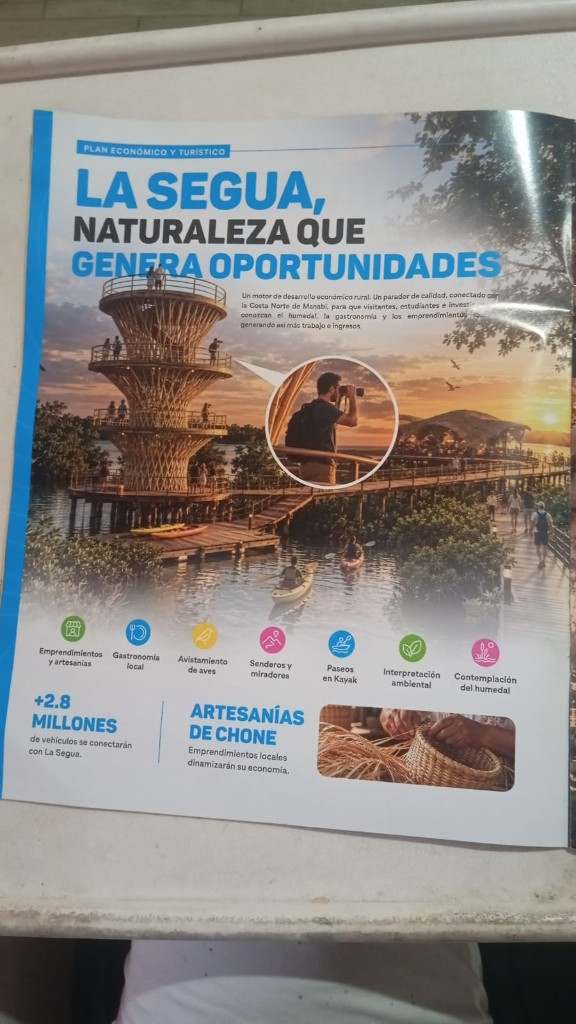 PLAN ECONÓMICO Y TURÍSTICO
LA SEGUA,
NATURALEZA QUE
GENERA OPORTUNIDADES
Un motor de desarrollo económico rural. Un parador de calidad, conectado con
la Costa Norte de Manabí, para que visitantes, estudiantes e
conozcan el humedal, la gastronomía y los emprendimientos
generando así más trabajo e ingresos.
Emprendimientos
y artesanías
Gastronomía
local
Avistamiento
de aves
Senderos y
miradores
Paseos
en Kayak
Interpretación
ambiental
Contemplación
del humedal
+2.8
MILLONES
de vehículos se conectarán
con La Segua.
ARTESANÍAS
DE CHONE
Emprendimientos locales
dinamizarán su economía.